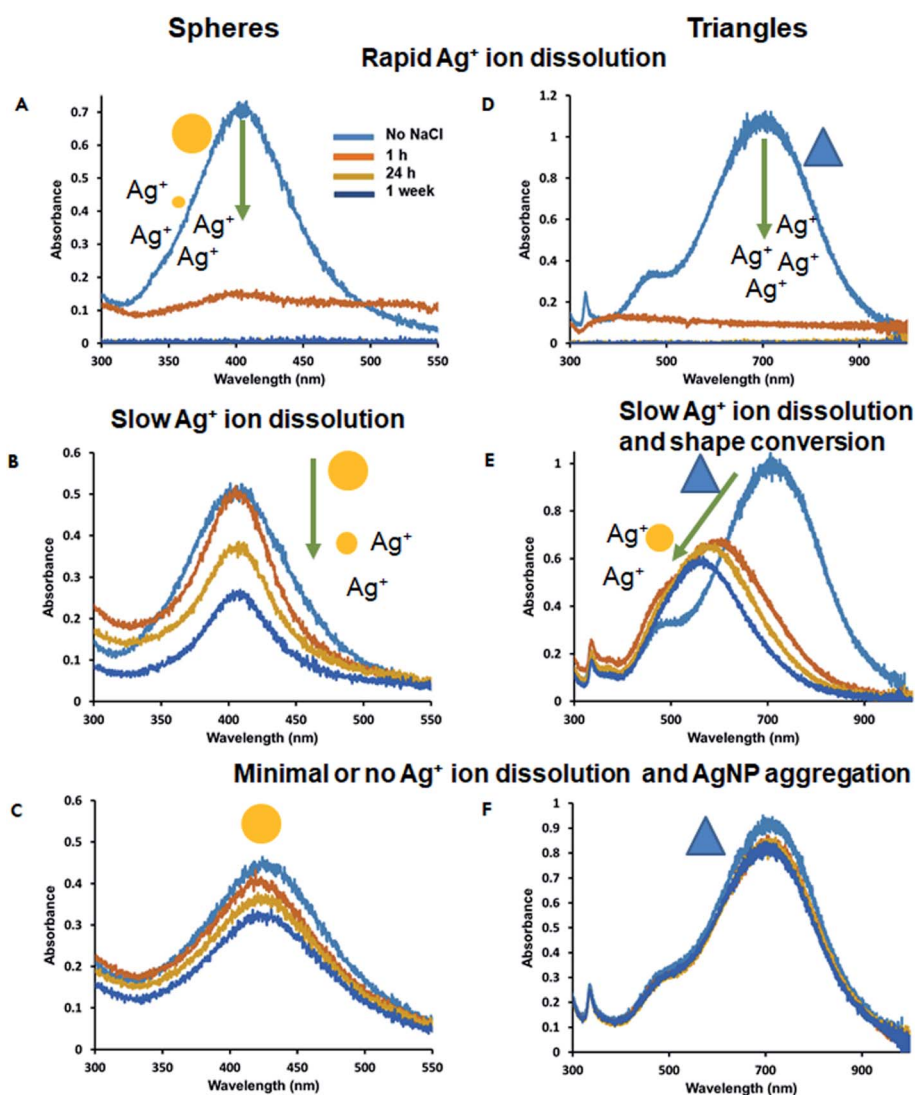 Spheres
Triangles
Rapid Ag⁺ ion dissolution
A
0.7
0.6
0.5
0.4
0.3
0.2
0.1
0
Absorbance
No NaCl
1 h
24 h
1 week
Ag⁺
Ag⁺
Ag⁺
Ag⁺
300 350 400 450 500 550
Wavelength (nm)
D
1.2
1
0.8
0.6
0.4
0.2
0
Absorbance
Ag⁺
Ag⁺
Ag⁺
Ag⁺
300 500 700 900
Wavelength (nm)
Slow Ag⁺ ion dissolution
B
0.6
0.5
0.4
0.3
0.2
0.1
0
Absorbance
Ag⁺
Ag⁺
300 350 400 450 500 550
Wavelength (nm)
Slow Ag⁺ ion dissolution
and shape conversion
E
1
0.8
0.6
0.4
0.2
0
Absorbance
Ag⁺
Ag⁺
300 500 700 900
Wavelength (nm)
Minimal or no Ag⁺ ion dissolution and AgNP aggregation
C
0.6
0.5
0.4
0.3
0.2
0.1
0
Absorbance
300 350 400 450 500 550
Wavelength (nm)
F
1
0.9
0.8
0.7
0.6
0.5
0.4
0.3
0.2
0.1
0
Absorbance
300 500 700 900
Wavelength (nm)